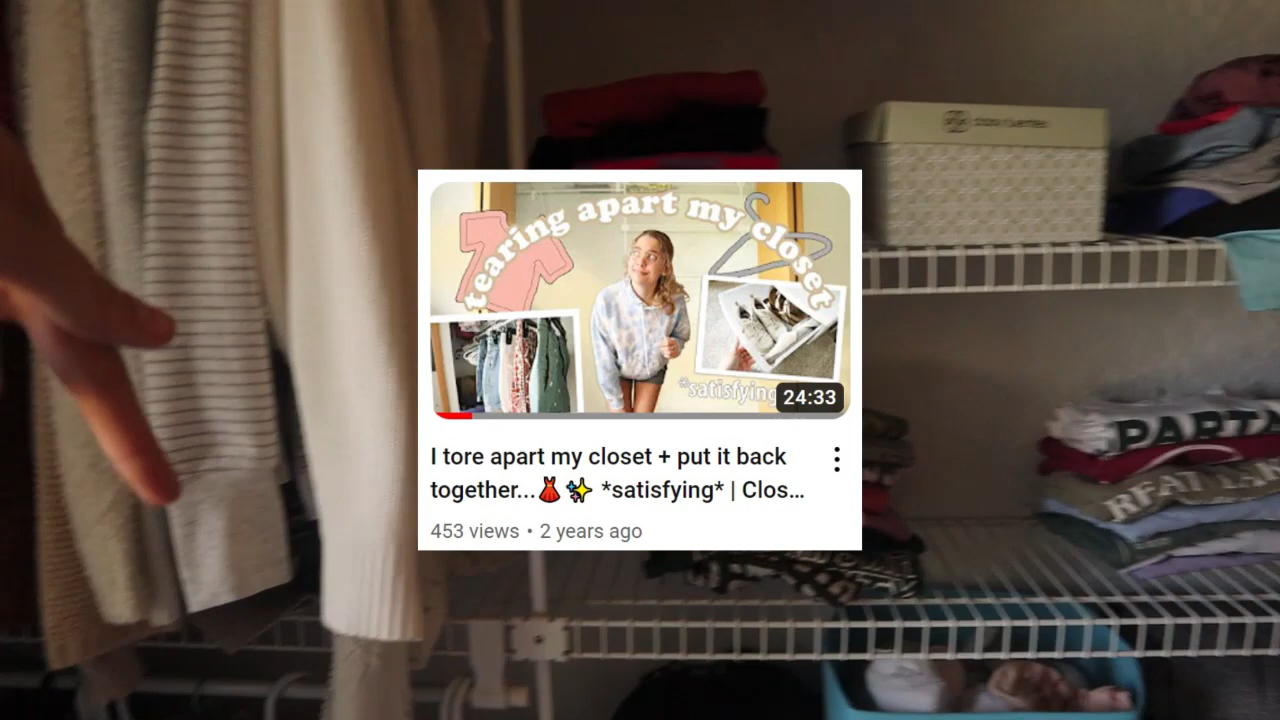 tearing apart my closet
*satisfying
24:33
I tore apart my closet + put it back
together...👗✨ *satisfying* | Clos...
453 views • 2 years ago
PARTA